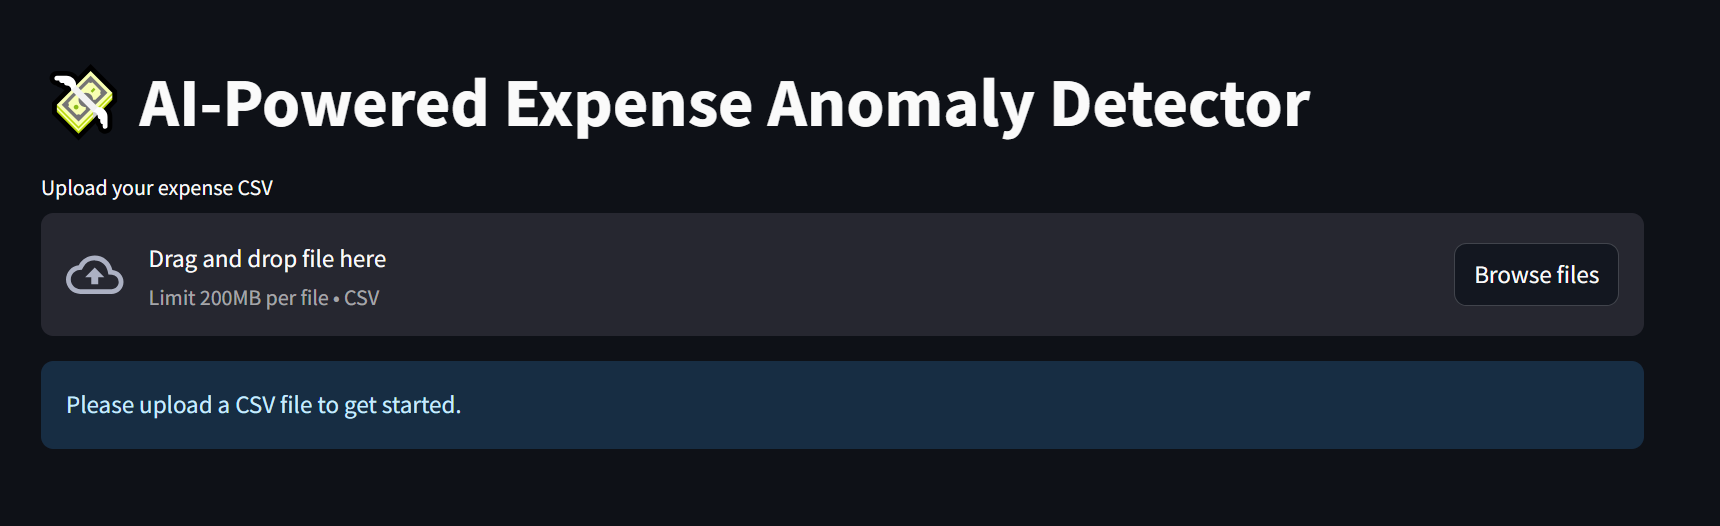 AI-Powered Expense Anomaly Detector
Upload your expense CSV
Drag and drop file here
Limit 200MB per file • CSV
Browse files
Please upload a CSV file to get started.